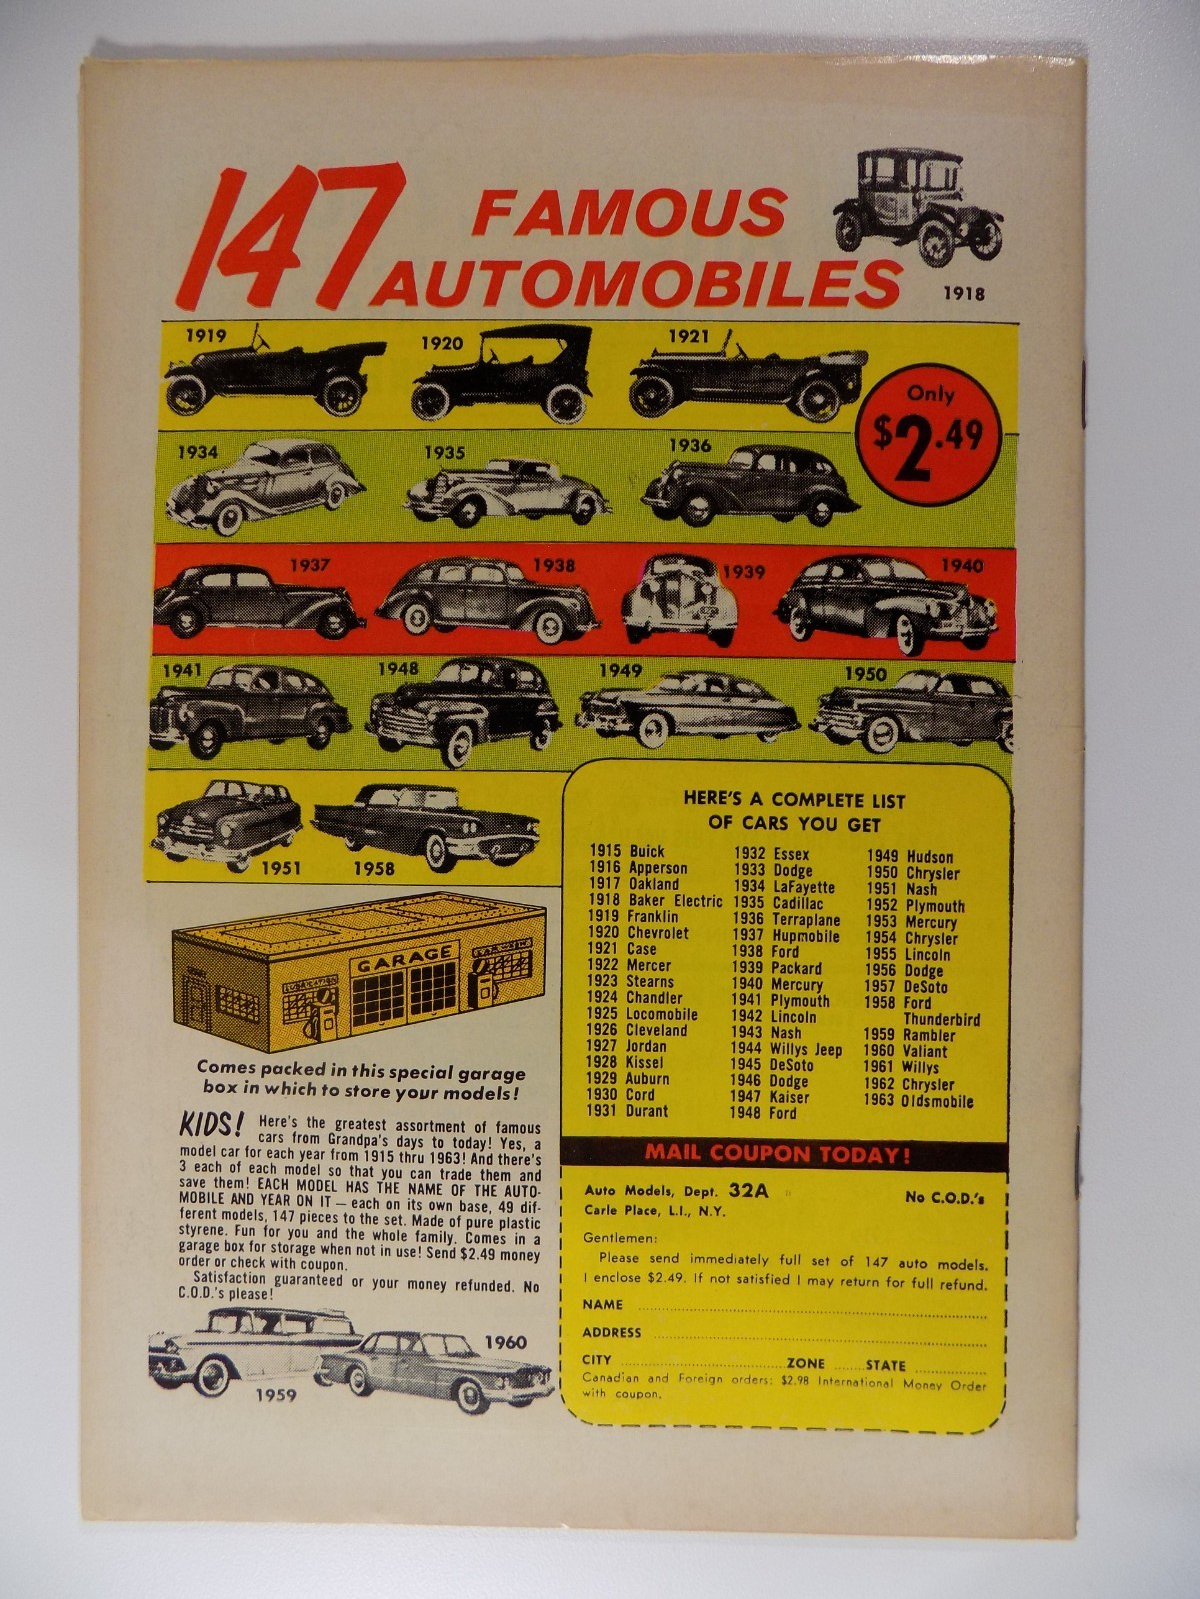 147 FAMOUS
AUTOMOBILES
1918
1919
1920
1921
Only
$2.49
1934
1935
1936
1937
1938
1939
1940
1941
1948
1949
1950
1951
1958
GARAGE
LUBRICATION
Comes packed in this special garage
box in which to store your models!
KIDS! Here's the greatest assortment of famous
cars from Grandpa's days to today! Yes, a
model car for each year from 1915 thru 1963! And there's
3 each of each model so that you can trade them and
save them! EACH MODEL HAS THE NAME OF THE AUTO-
MOBILE AND YEAR ON IT — each on its own base, 49 dif-
ferent models, 147 pieces to the set. Made of pure plastic
styrene. Fun for you and the whole family. Comes in a
garage box for storage when not in use! Send $2.49 money
order or check with coupon.
Satisfaction guaranteed or your money refunded. No
C.O.D.'s please!
1959
1960
HERE'S A COMPLETE LIST
OF CARS YOU GET
1915 Buick
1916 Apperson
1917 Oakland
1918 Baker Electric
1919 Franklin
1920 Chevrolet
1921 Case
1922 Mercer
1923 Stearns
1924 Chandler
1925 Locomobile
1926 Cleveland
1927 Jordan
1928 Kissel
1929 Auburn
1930 Cord
1931 Durant
1932 Essex
1933 Dodge
1934 LaFayette
1935 Cadillac
1936 Terraplane
1937 Hupmobile
1938 Ford
1939 Packard
1940 Mercury
1941 Plymouth
1942 Lincoln
1943 Nash
1944 Willys Jeep
1945 DeSoto
1946 Dodge
1947 Kaiser
1948 Ford
1949 Hudson
1950 Chrysler
1951 Nash
1952 Plymouth
1953 Mercury
1954 Chrysler
1955 Lincoln
1956 Dodge
1957 DeSoto
1958 Ford
Thunderbird
1959 Rambler
1960 Valiant
1961 Willys
1962 Chrysler
1963 Oldsmobile
MAIL COUPON TODAY!
Auto Models, Dept. 32A No C.O.D.'s
Carle Place, L.I., N.Y.
Gentlemen:
Please send immediately full set of 147 auto models.
I enclose $2.49. If not satisfied I may return for full refund.
NAME
ADDRESS
CITY ZONE STATE
Canadian and Foreign orders: $2.98 International Money Order
with coupon.